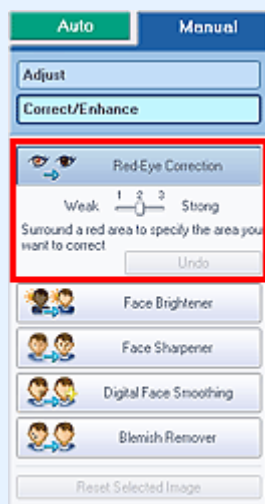 Auto Manual
Adjust
Correct/Enhance
Red-Eye Correction
1 2 3
Weak Strong
Surround a red area to specify the area you
want to correct
Undo
Face Brightener
Face Sharpener
Digital Face Smoothing
Blemish Remover
Reset Selected Image